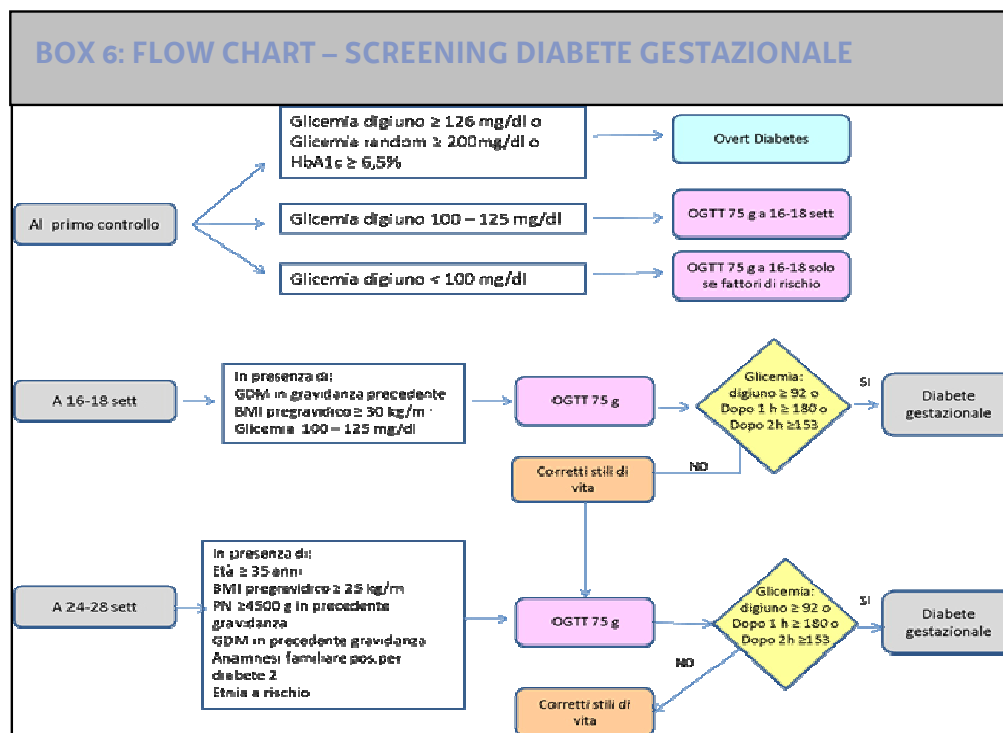 BOX 6: FLOW CHART – SCREENING DIABETE GESTAZIONALE
Al primo controllo
Glicemia digiuno ≥ 126 mg/dl o
Glicemia random ≥ 200mg/dl o
HbA1c ≥ 6,5%
Overt Diabetes
Glicemia digiuno 100 – 125 mg/dl
OGTT 75 g a 16-18 sett
Glicemia digiuno < 100 mg/dl
OGTT 75 g a 16-18 solo
se fattori di rischio
A 16-18 sett
In presenza di:
GDM in gravidanza precedente
BMI pregravidico ≥ 30 kg/m
Glicemia 100 – 125 mg/dl
OGTT 75 g
Glicemia:
digiuno ≥ 92 o
Dopo 1 h ≥ 180 o
Dopo 2h ≥153
SI
Diabete
gestazionale
NO
Corretti stili di
vita
A 24-28 sett
In presenza di:
Età ≥ 35 anni
BMI pregravidico ≥ 25 kg/m
PN ≥4500 g in precedente
gravidanza
GDM in precedente gravidanza
Anamnesi familiare pos.per
diabete 2
Etnia a rischio
OGTT 75 g
Glicemia:
digiuno ≥ 92 o
Dopo 1 h ≥ 180 o
Dopo 2h ≥153
SI
Diabete
gestazionale
NO
Corretti stili di
vita